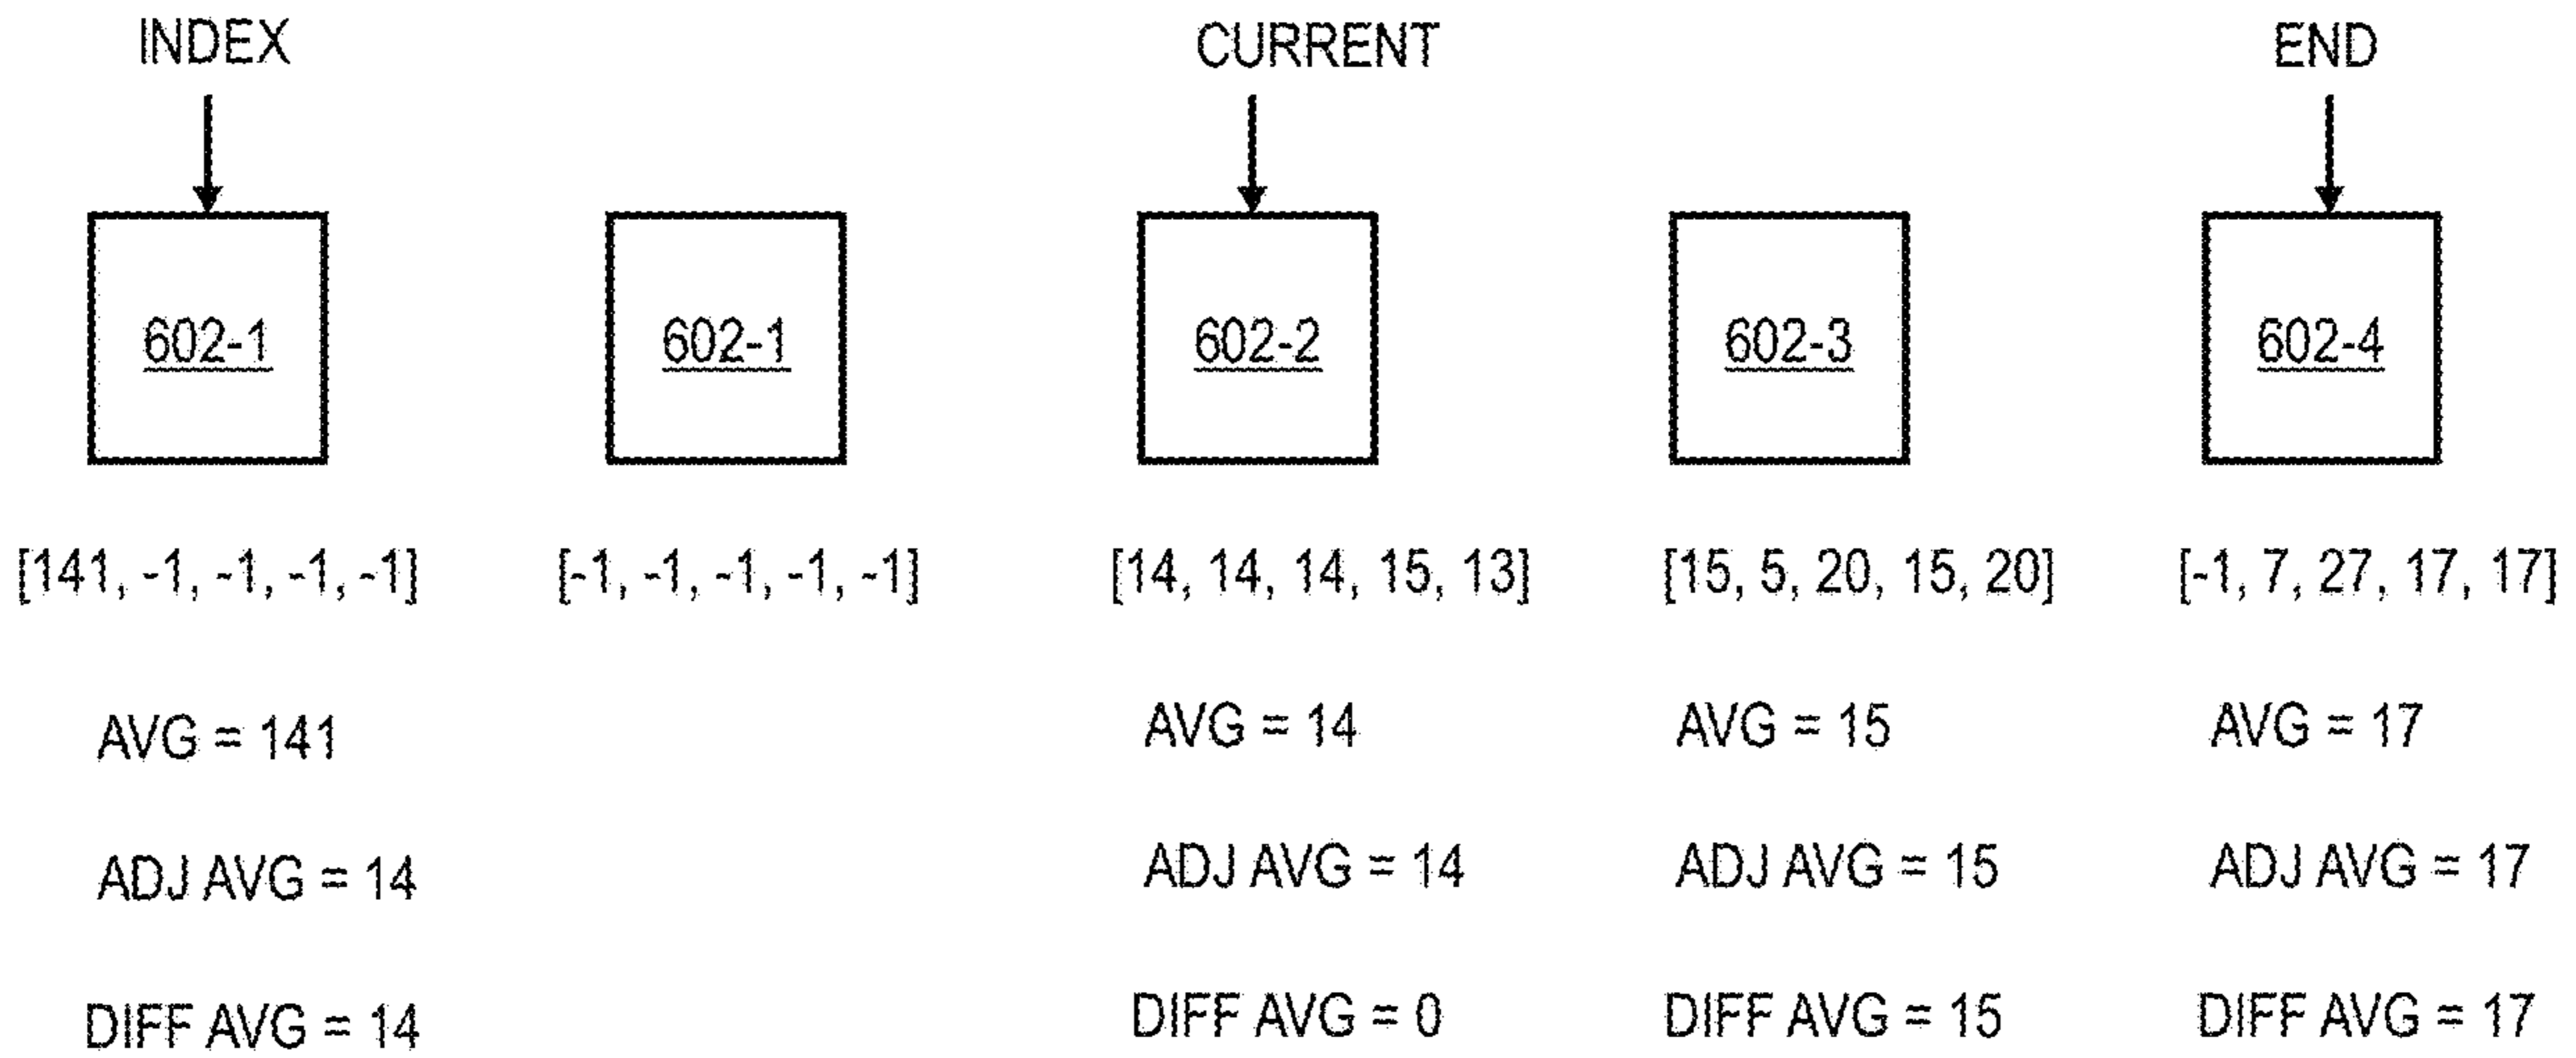 INDEX CURRENT END
602-1 602-1 602-2 602-3 602-4
[141, -1, -1, -1, -1] [-1, -1, -1, -1, -1] [14, 14, 14, 15, 13] [15, 5, 20, 15, 20] [-1, 7, 27, 17, 17]
AVG = 141 AVG = 14 AVG = 15 AVG = 17
ADJ AVG = 14 ADJ AVG = 14 ADJ AVG = 15 ADJ AVG = 17
DIFF AVG = 14 DIFF AVG = 0 DIFF AVG = 15 DIFF AVG = 17